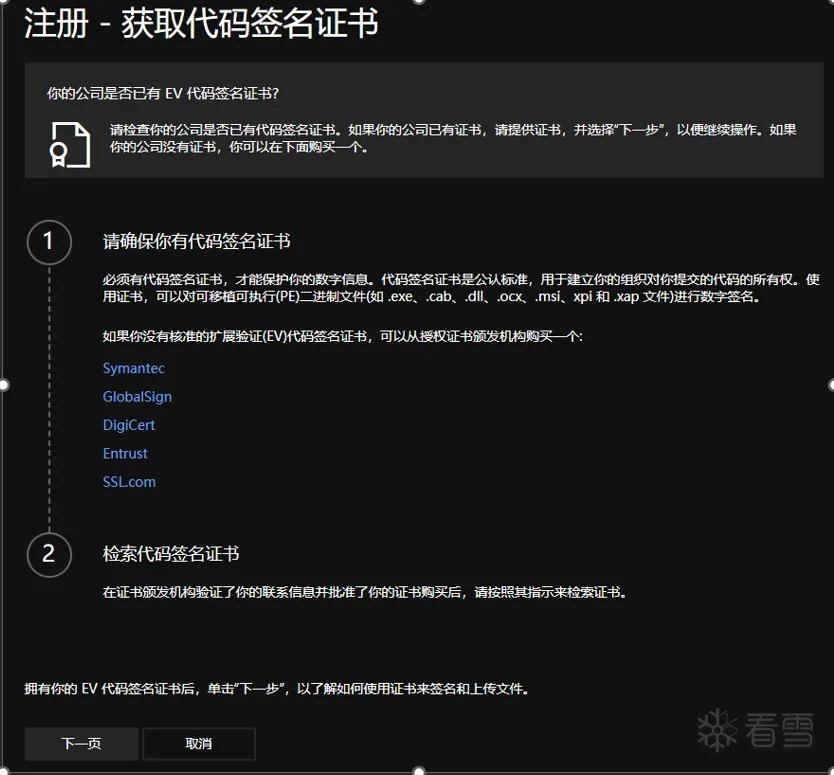 注册 - 获取代码签名证书
你的公司是否已有 EV 代码签名证书?
请检查你的公司是否已有代码签名证书。如果你的公司已有证书，请提供证书，并选择"下一步"，以便继续操作。如果
你的公司没有证书，你可以在下面购买一个。
1
请确保你有代码签名证书
必须有代码签名证书，才能保护你的数字信息。代码签名证书是公认标准，用于建立你的组织对你提交的代码的所有权。使
用证书，可以对可移植可执行(PE)二进制文件(如 .exe、.cab、.dll、.ocx、.msi、xpi 和 .xap 文件)进行数字签名。
如果你没有核准的扩展验证(EV)代码签名证书，可以从授权证书颁发机构购买一个:
Symantec
GlobalSign
DigiCert
Entrust
SSL.com
2
检索代码签名证书
在证书颁发机构验证了你的联系信息并批准了你的证书购买后，请按照其指示来检索证书。
拥有你的 EV 代码签名证书后，单击"下一步"，以了解如何使用证书来签名和上传文件。
下一页
取消
看雪